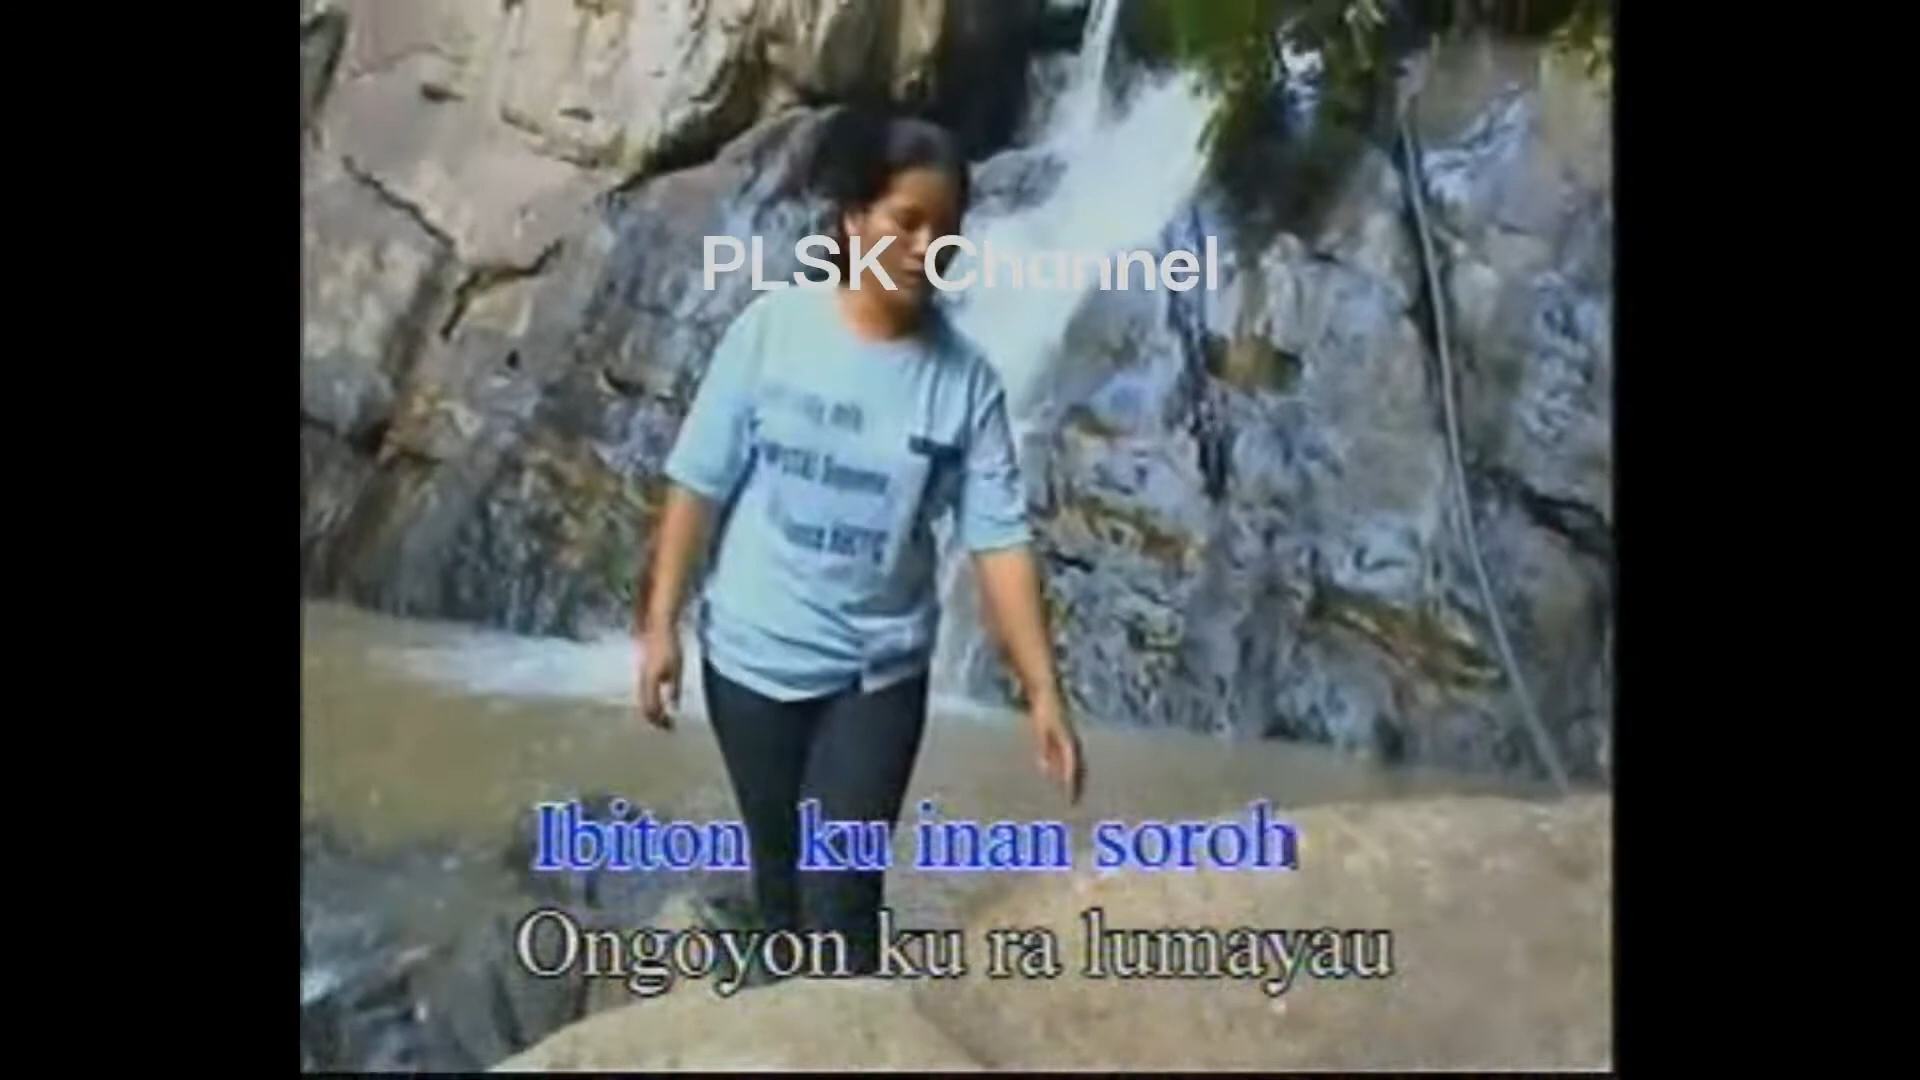 PLSK Channel
Ibiton ku inan soroh
Ongoyon ku ra lumayau